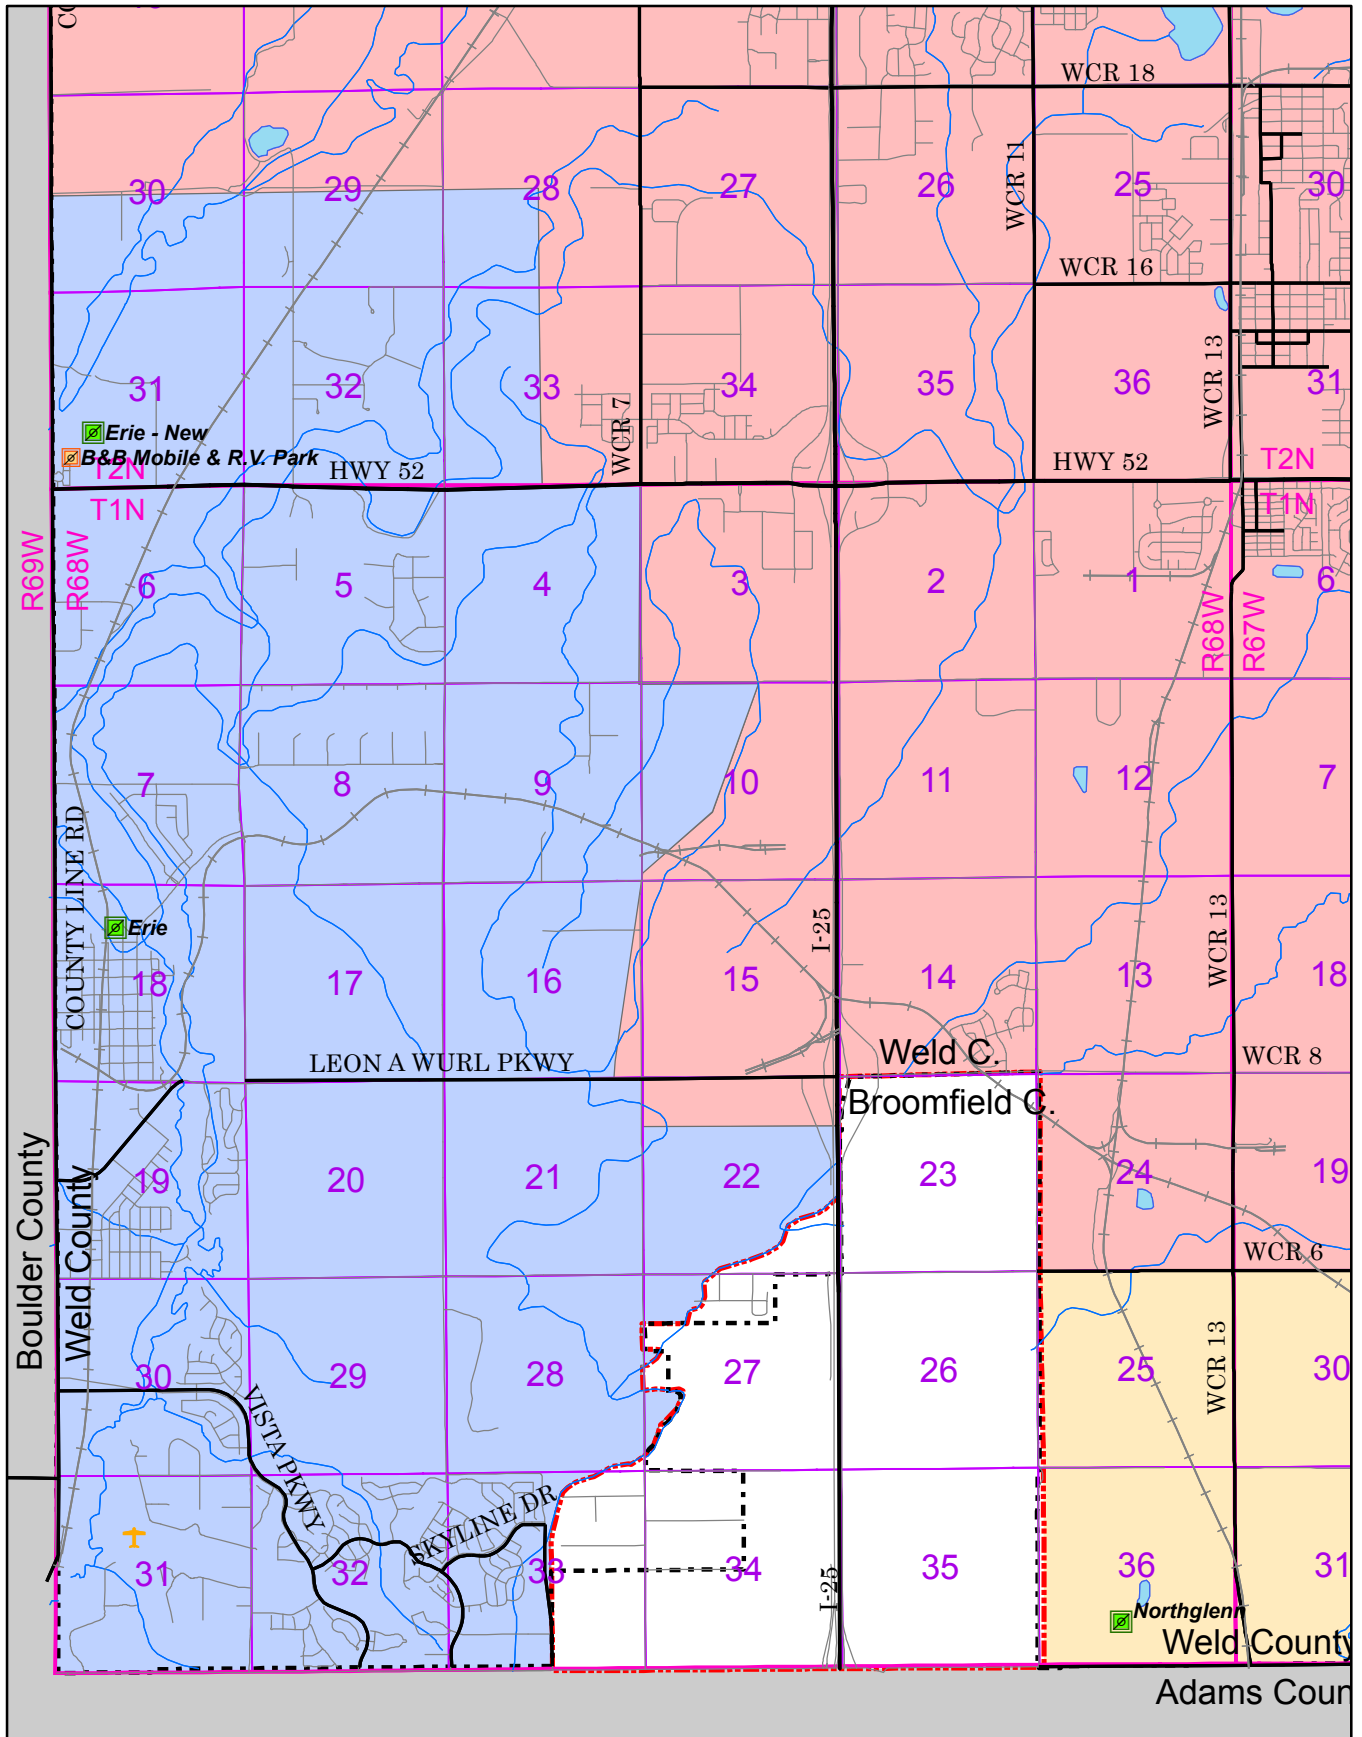 CO
WCR 18
30
29
28
27
26
WCR 11
25
30
WCR 16
31
32
33
WCR 7
34
35
36
WCR 13
31
Erie - New
B&B Mobile & R.V. Park
T2N
HWY 52
HWY 52
T2N
T1N
T1N
R69W
R68W
6
5
4
3
2
1
R68W
R67W
6
7
8
9
10
11
12
7
COUNTY LINE RD
Erie
18
17
16
15
I-25
14
13
WCR 13
18
LEON A WURL PKWY
Weld C.
WCR 8
Broomfield C.
Boulder County
Weld County
19
20
21
22
23
24
19
WCR 6
30
29
28
27
26
25
WCR 13
30
VISTA PKWY
SKYLINE DR
31
32
33
34
I-25
35
36
31
Northglenn
Weld County
Adams Coun